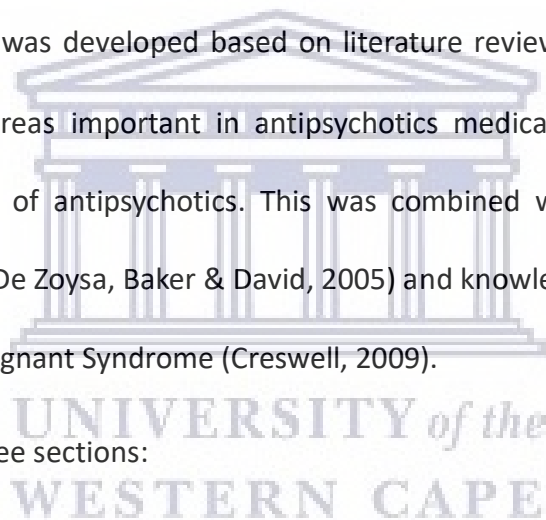 was developed based on literature review
reas important in antipsychotics medica
of antipsychotics. This was combined w
De Zoysa, Baker & David, 2005) and knowle
gnant Syndrome (Creswell, 2009).
UNIVERSITY of the
ee sections:
WESTERN CAPE